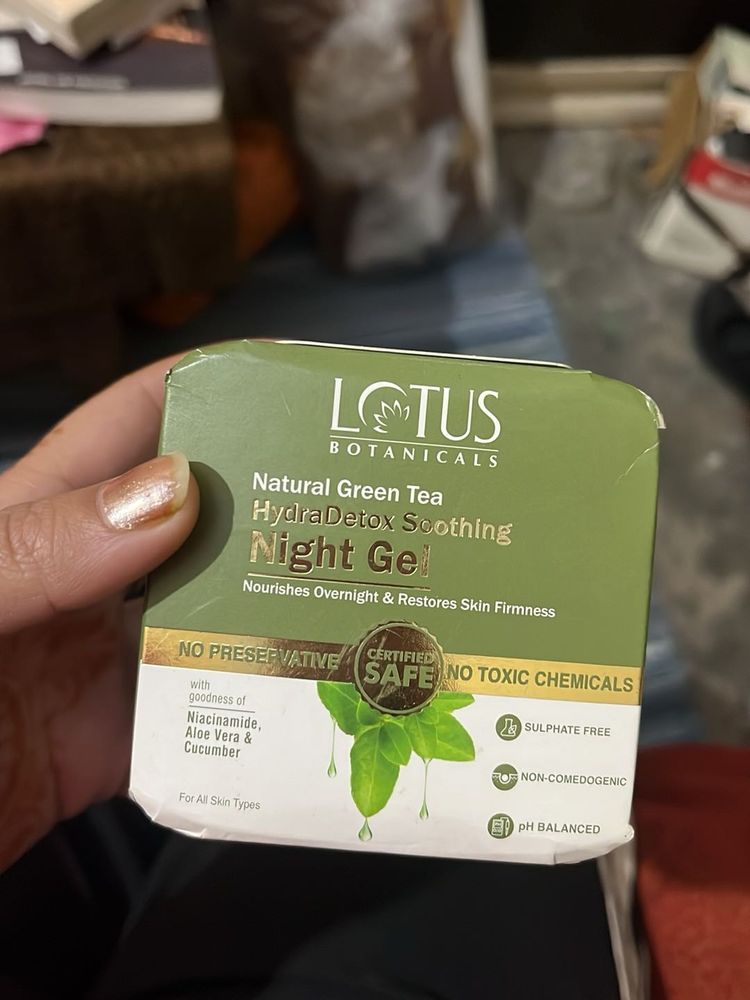 LOTUS
BOTANICALS
Natural Green Tea
HydraDetox Soothing
Night Gel
Nourishes Overnight & Restores Skin Firmness
NO PRESERVATIVE
CERTIFIED
SAFE
NO TOXIC CHEMICALS
with
goodness of
Niacinamide,
Aloe Vera &
Cucumber
For All Skin Types
SULPHATE FREE
NON-COMEDOGENIC
pH BALANCED